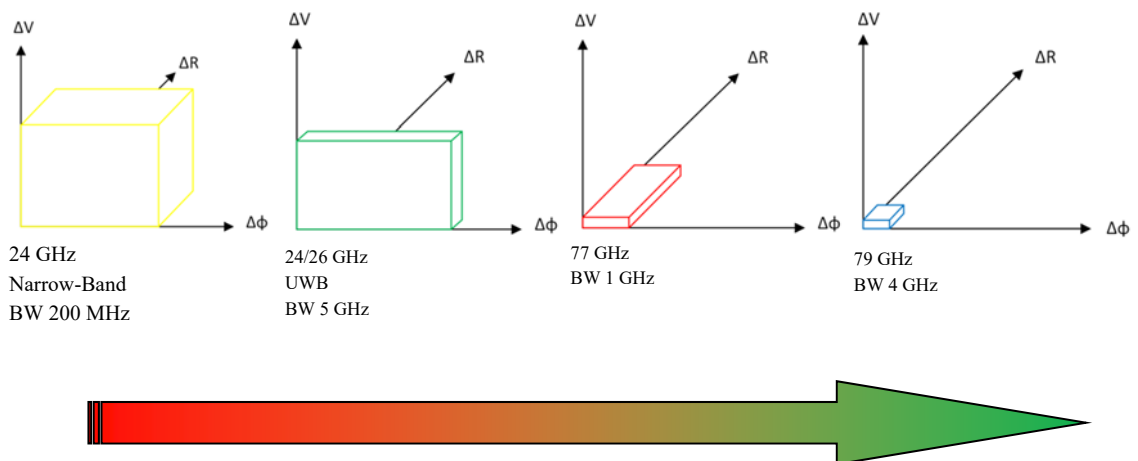 ΔV
ΔR
Δϕ
24 GHz
Narrow-Band
BW 200 MHz
ΔV
ΔR
Δϕ
24/26 GHz
UWB
BW 5 GHz
ΔV
ΔR
Δϕ
77 GHz
BW 1 GHz
ΔV
ΔR
Δϕ
79 GHz
BW 4 GHz